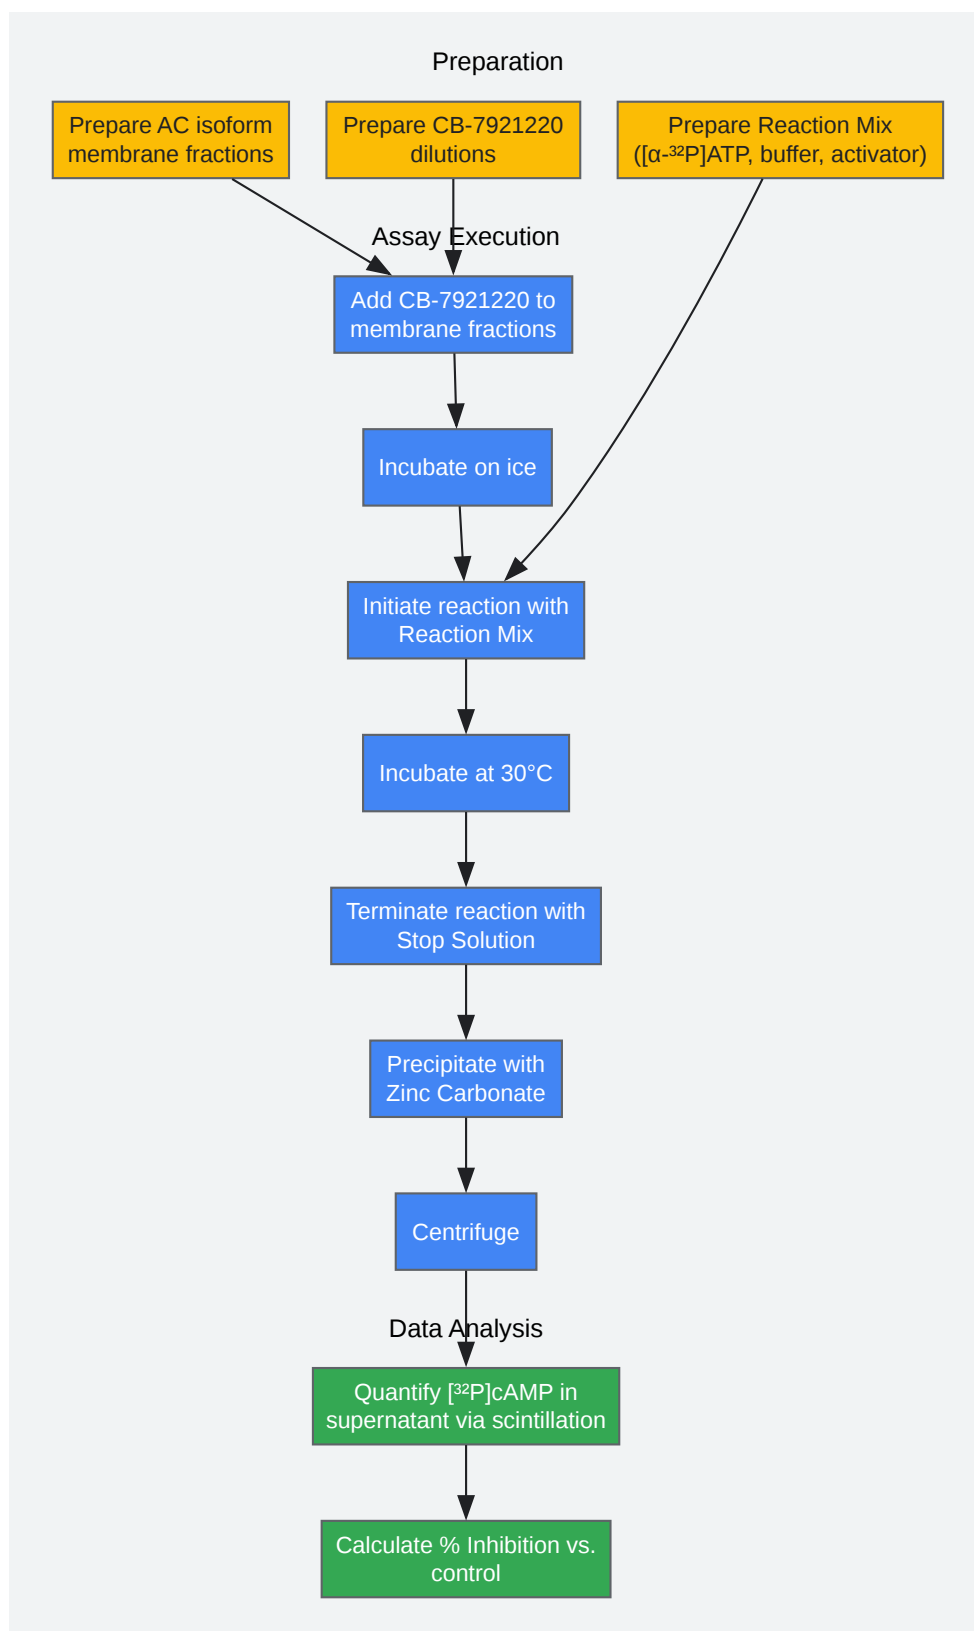 Preparation
Prepare AC isoform
membrane fractions
Prepare CB-7921220
dilutions
Prepare Reaction Mix
([α-³²P]ATP, buffer, activator)
Assay Execution
Add CB-7921220 to
membrane fractions
Incubate on ice
Initiate reaction with
Reaction Mix
Incubate at 30°C
Terminate reaction with
Stop Solution
Precipitate with
Zinc Carbonate
Centrifuge
Data Analysis
Quantify [³²P]cAMP in
supernatant via scintillation
Calculate % Inhibition vs.
control